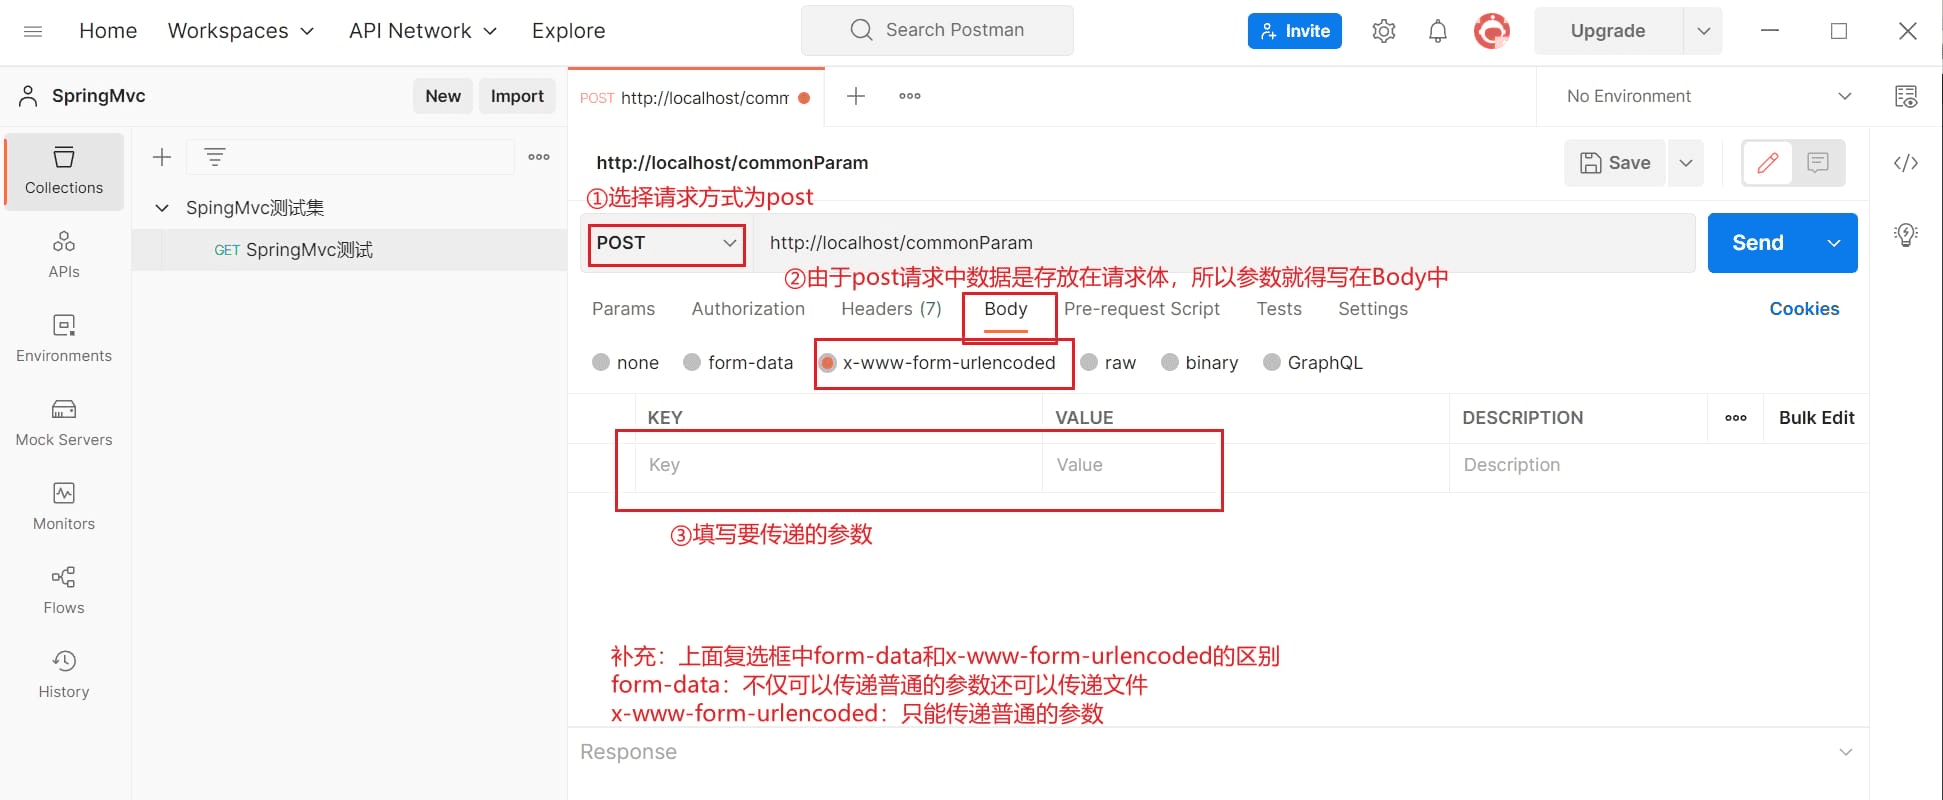 Home Workspaces API Network Explore Search Postman Invite Upgrade
SpringMvc New Import POST http://localhost/comm No Environment
Collections
http://localhost/commonParam Save
①选择请求方式为post
SpingMvc测试集
GET SpringMvc测试
POST http://localhost/commonParam Send
APIs
②由于post请求中数据是存放在请求体，所以参数就得写在Body中
Params Authorization Headers (7) Body Pre-request Script Tests Settings Cookies
Environments
none form-data x-www-form-urlencoded raw binary GraphQL
KEY VALUE DESCRIPTION Bulk Edit
Mock Servers
Key Value Description
Monitors
③填写要传递的参数
Flows
补充：上面复选框中form-data和x-www-form-urlencoded的区别
form-data：不仅可以传递普通的参数还可以传递文件
History
x-www-form-urlencoded：只能传递普通的参数
Response